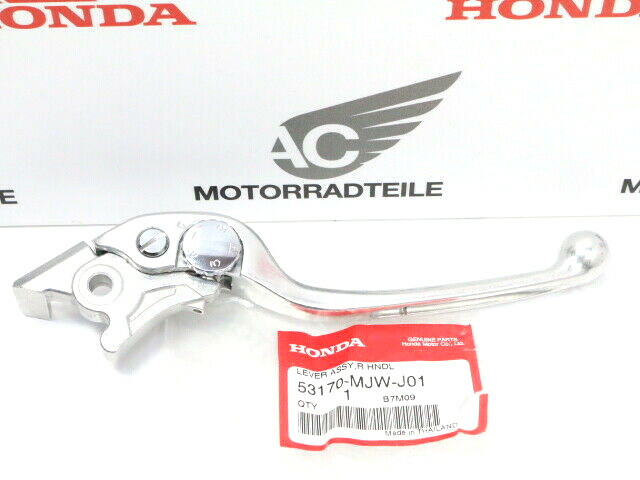 HONDA
HONDA
AC
MOTORRADTEILE
HONDA
GENUINE PARTS
Honda Motor Co., Ltd.
LEVER ASSY,R HNDL
53170-MJW-J01
QTY 1 B7M09
Made in THAILAND